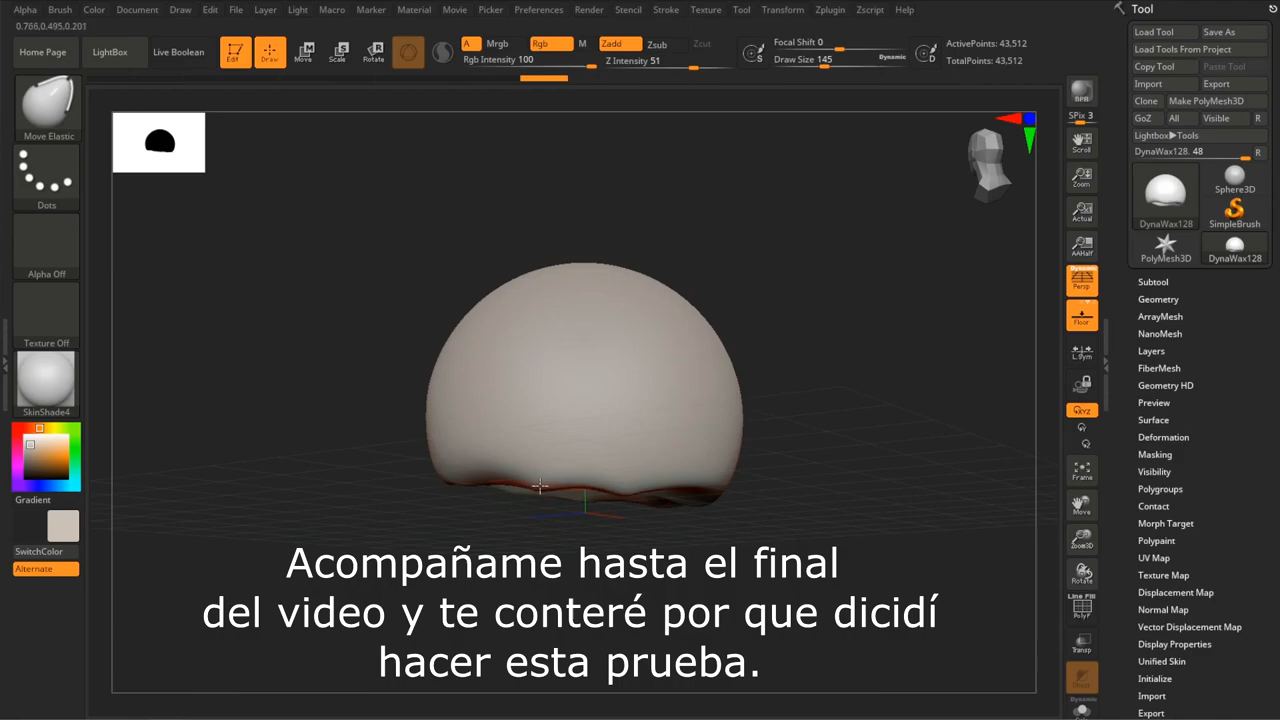 Alpha Brush Color Document Draw Edit File Layer Light Macro Marker Material Movie Picker Preferences Render Stencil Stroke Texture Tool Transform Zplugin Zscript Help
0.766,0.495,0.201
Home Page LightBox Live Boolean Edit Draw Move Scale Rotate
A Mrgb Rgb M Zadd Zsub Zcut
Rgb Intensity 100 Z Intensity 51
Focal Shift 0
Draw Size 145 Dynamic
S D
ActivePoints: 43,512
TotalPoints: 43,512
Move Elastic
Dots
Alpha Off
Texture Off
SkinShade4
Gradient
SwitchColor
Alternate
Acompañame hasta el final
del video y te conteré por que dicidí
hacer esta prueba.
BPR
SPix 3
Scroll
Zoom
Actual
AAHalf
Dynamic
Persp
Floor
L.Sym
XYZ
Frame
Move
Zoom3D
Rotate
Line Fill
PolyF
Transp
Tool
Load Tool Save As
Load Tools From Project
Copy Tool Paste Tool
Import Export
Clone Make PolyMesh3D
GoZ All Visible R
Lightbox▶Tools
DynaWax128. 48 R
DynaWax128
Sphere3D
SimpleBrush
PolyMesh3D
DynaWax128
Subtool
Geometry
ArrayMesh
NanoMesh
Layers
FiberMesh
Geometry HD
Preview
Surface
Deformation
Masking
Visibility
Polygroups
Contact
Morph Target
Polypaint
UV Map
Texture Map
Displacement Map
Normal Map
Vector Displacement Map
Display Properties
Unified Skin
Initialize
Import
Export